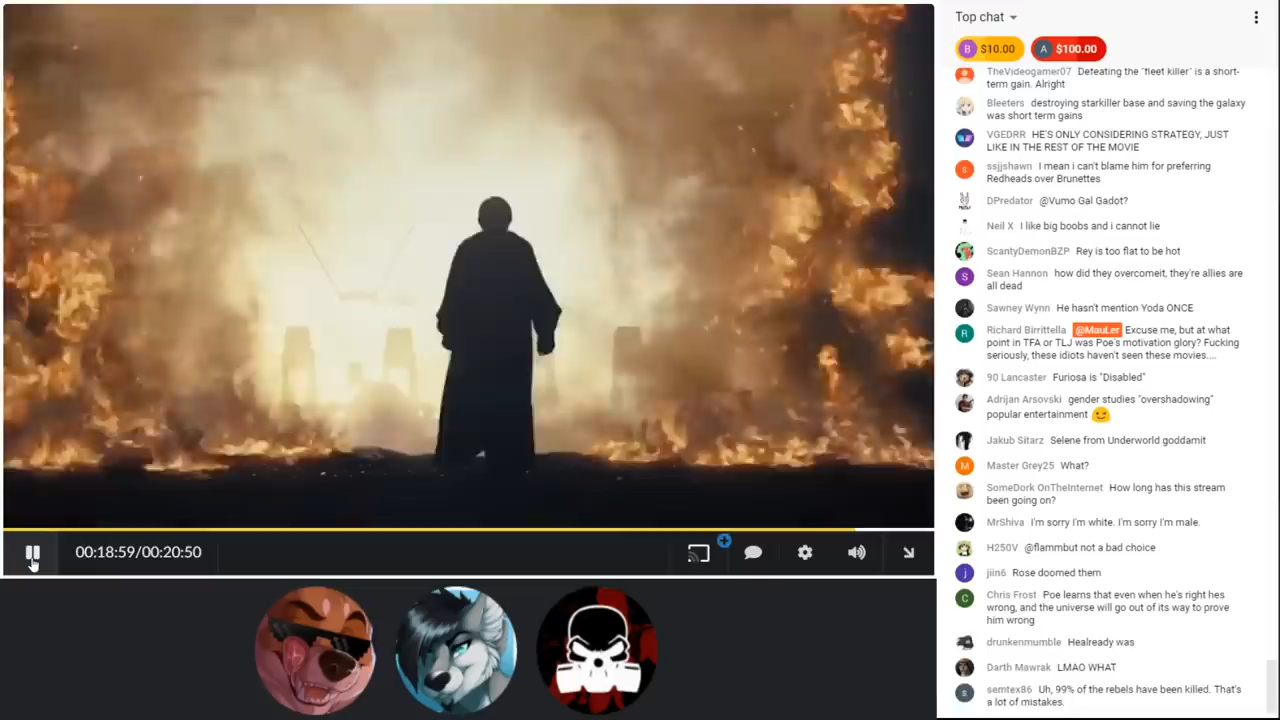 Top chat
B $10.00 A $100.00
TheVideogamer07 Defeating the "fleet killer" is a short-
term gain. Alright
Bleeters destroying starkiller base and saving the galaxy
was short term gains
VGEDRR HE'S ONLY CONSIDERING STRATEGY, JUST
LIKE IN THE REST OF THE MOVIE
s ssjjshawn I mean i can't blame him for preferring
Redheads over Brunettes
DPredator @Vumo Gal Gadot?
Neil X I like big boobs and i cannot lie
ScantyDemonBZP Rey is too flat to be hot
S Sean Hannon how did they overcomeit, they're allies are
all dead
Sawney Wynn He hasn't mention Yoda ONCE
R Richard Birrittella @MauLer Excuse me, but at what
point in TFA or TLJ was Poe's motivation glory? Fucking
seriously, these idiots haven't seen these movies....
90 Lancaster Furiosa is "Disabled"
Adrijan Arsovski gender studies "overshadowing"
popular entertainment 😉
Jakub Sitarz Selene from Underworld goddamit
M Master Grey25 What?
SomeDork OnTheInternet How long has this stream
been going on?
MrShiva I'm sorry I'm white. I'm sorry I'm male.
H250V @flammbut not a bad choice
j jiin6 Rose doomed them
C Chris Frost Poe learns that even when he's right hes
wrong, and the universe will go out of its way to prove
him wrong
drunkenmumble Healready was
Darth Mawrak LMAO WHAT
s semtex86 Uh, 99% of the rebels have been killed. That's
a lot of mistakes.
00:18:59/00:20:50